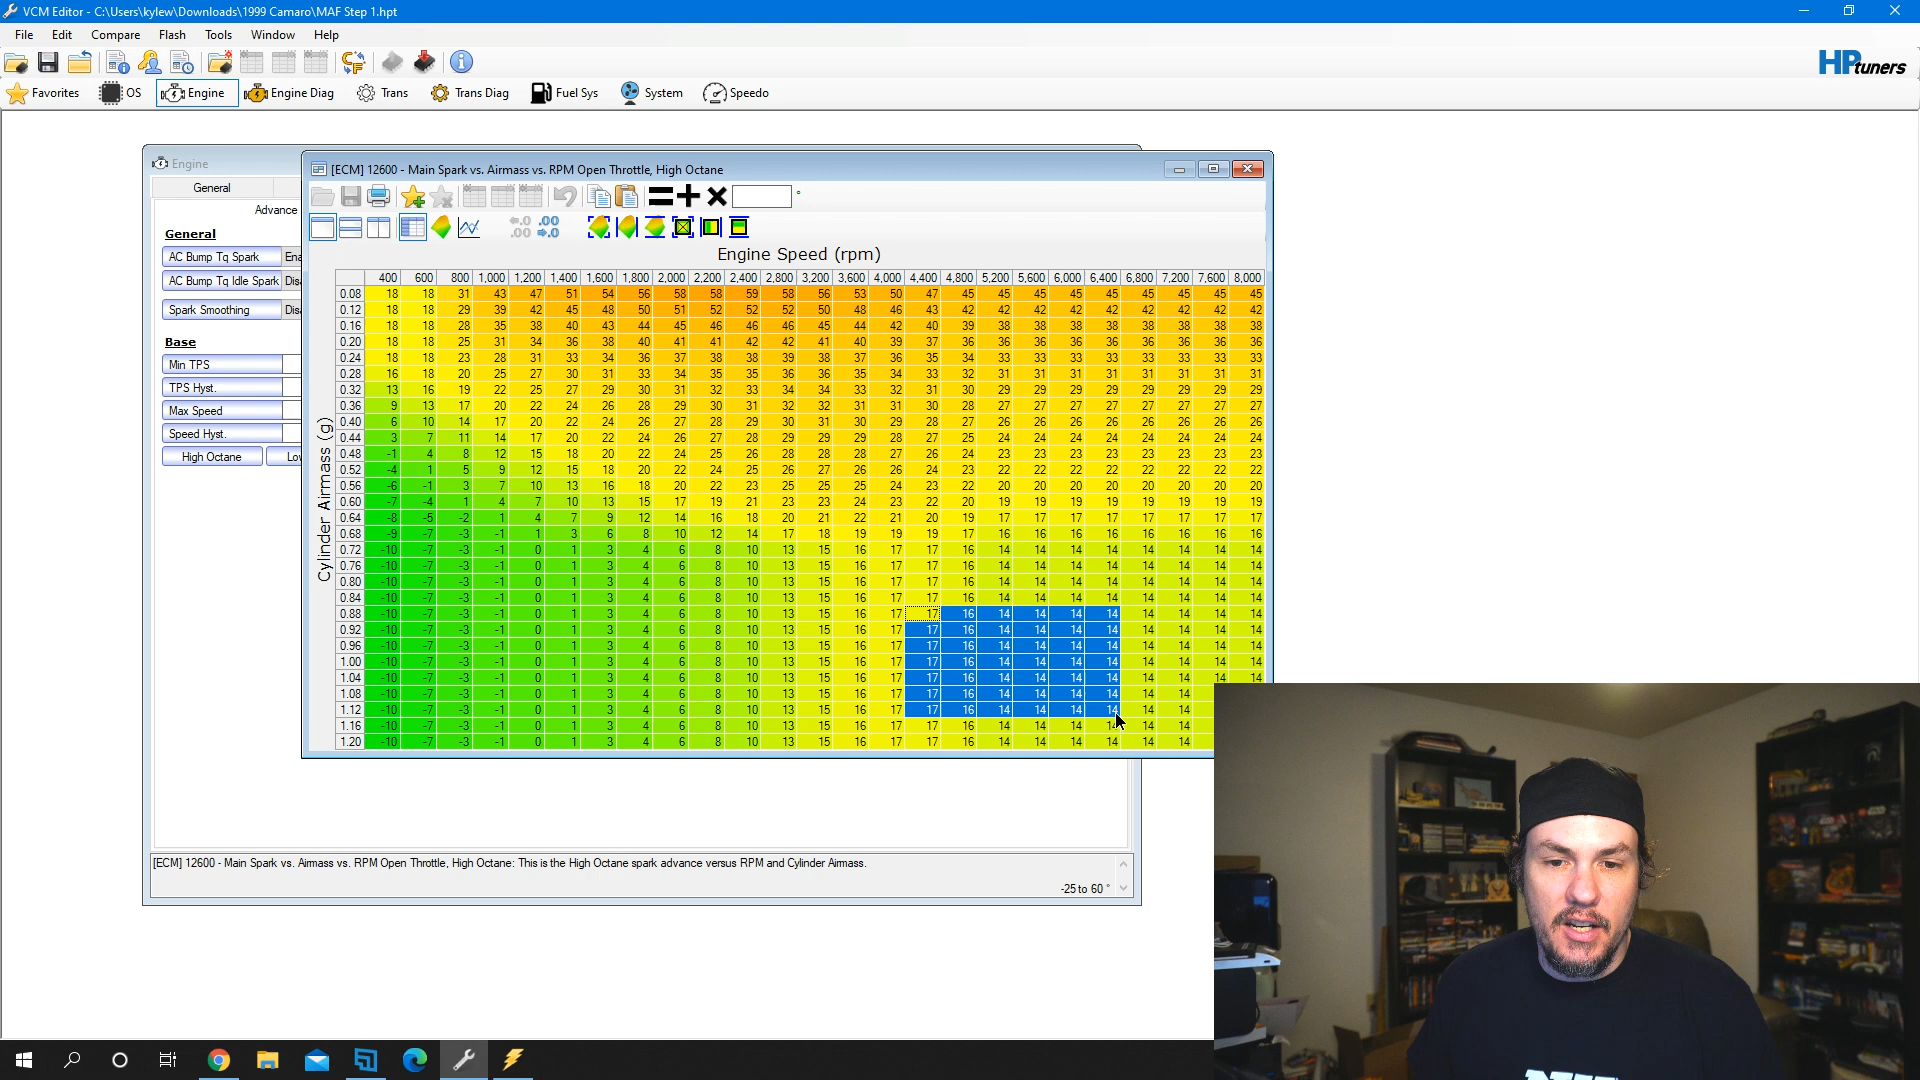 VCM Editor - C:\Users\kylew\Downloads\1999 Camaro\MAF Step 1.hpt
File Edit Compare Flash Tools Window Help
HPtuners
Favorites OS Engine Engine Diag Trans Trans Diag Fuel Sys System Speedo
Engine
General
Advance
General
AC Bump Tq Spark Ena
AC Bump Tq Idle Spark Disa
Spark Smoothing Disa
Base
Min TPS
TPS Hyst.
Max Speed
Speed Hyst.
High Octane Lov
[ECM] 12600 - Main Spark vs. Airmass vs. RPM Open Throttle, High Octane
°
Engine Speed (rpm)
Cylinder Airmass (g)
400 600 800 1,000 1,200 1,400 1,600 1,800 2,000 2,200 2,400 2,800 3,200 3,600 4,000 4,400 4,800 5,200 5,600 6,000 6,400 6,800 7,200 7,600 8,000
0.08 18 18 31 43 47 51 54 56 58 58 59 58 56 53 50 47 45 45 45 45 45 45 45 45 45
0.12 18 18 29 39 42 45 48 50 51 52 52 52 50 48 46 43 42 42 42 42 42 42 42 42 42
0.16 18 18 28 35 38 40 43 44 45 46 46 46 45 44 42 40 39 38 38 38 38 38 38 38 38
0.20 18 18 25 31 34 36 38 40 41 41 42 42 41 40 39 37 36 36 36 36 36 36 36 36 36
0.24 18 18 23 28 31 33 34 36 37 38 38 39 38 37 36 35 34 33 33 33 33 33 33 33 33
0.28 16 18 20 25 27 30 31 33 34 35 35 36 36 35 34 33 32 31 31 31 31 31 31 31 31
0.32 13 16 19 22 25 27 29 30 31 32 33 34 34 33 32 31 30 29 29 29 29 29 29 29 29
0.36 9 13 17 20 22 24 26 28 29 30 31 32 32 31 31 30 28 27 27 27 27 27 27 27 27
0.40 6 10 14 17 20 22 24 26 27 28 29 30 31 30 29 28 27 26 26 26 26 26 26 26 26
0.44 3 7 11 14 17 20 22 24 26 27 28 29 29 29 28 27 25 24 24 24 24 24 24 24 24
0.48 -1 4 8 12 15 18 20 22 24 25 26 28 28 28 27 26 24 23 23 23 23 23 23 23 23
0.52 -4 1 5 9 12 15 18 20 22 24 25 26 27 26 26 24 23 22 22 22 22 22 22 22 22
0.56 -6 -1 3 7 10 13 16 18 20 22 23 25 25 25 24 23 22 20 20 20 20 20 20 20 20
0.60 -7 -4 1 4 7 10 13 15 17 19 21 23 23 24 23 22 20 19 19 19 19 19 19 19 19
0.64 -8 -5 -2 1 4 7 9 12 14 16 18 20 21 22 21 20 19 17 17 17 17 17 17 17 17
0.68 -9 -7 -3 -1 1 3 6 8 10 12 14 17 18 19 19 19 17 16 16 16 16 16 16 16 16
0.72 -10 -7 -3 -1 0 1 3 4 6 8 10 13 15 16 17 17 16 14 14 14 14 14 14 14 14
0.76 -10 -7 -3 -1 0 1 3 4 6 8 10 13 15 16 17 17 16 14 14 14 14 14 14 14 14
0.80 -10 -7 -3 -1 0 1 3 4 6 8 10 13 15 16 17 17 16 14 14 14 14 14 14 14 14
0.84 -10 -7 -3 -1 0 1 3 4 6 8 10 13 15 16 17 17 16 14 14 14 14 14 14 14 14
0.88 -10 -7 -3 -1 0 1 3 4 6 8 10 13 15 16 17 17 16 14 14 14 14 14 14 14 14
0.92 -10 -7 -3 -1 0 1 3 4 6 8 10 13 15 16 17 17 16 14 14 14 14 14 14 14 14
0.96 -10 -7 -3 -1 0 1 3 4 6 8 10 13 15 16 17 17 16 14 14 14 14 14 14 14 14
1.00 -10 -7 -3 -1 0 1 3 4 6 8 10 13 15 16 17 17 16 14 14 14 14 14 14 14 14
1.04 -10 -7 -3 -1 0 1 3 4 6 8 10 13 15 16 17 17 16 14 14 14 14 14 14 14 14
1.08 -10 -7 -3 -1 0 1 3 4 6 8 10 13 15 16 17 17 16 14 14 14 14 14 14
1.12 -10 -7 -3 -1 0 1 3 4 6 8 10 13 15 16 17 17 16 14 14 14 14 14 14
1.16 -10 -7 -3 -1 0 1 3 4 6 8 10 13 15 16 17 17 16 14 14 14 14 14 14
1.20 -10 -7 -3 -1 0 1 3 4 6 8 10 13 15 16 17 17 16 14 14 14 14 14 14
[ECM] 12600 - Main Spark vs. Airmass vs. RPM Open Throttle, High Octane: This is the High Octane spark advance versus RPM and Cylinder Airmass.
-25 to 60 °